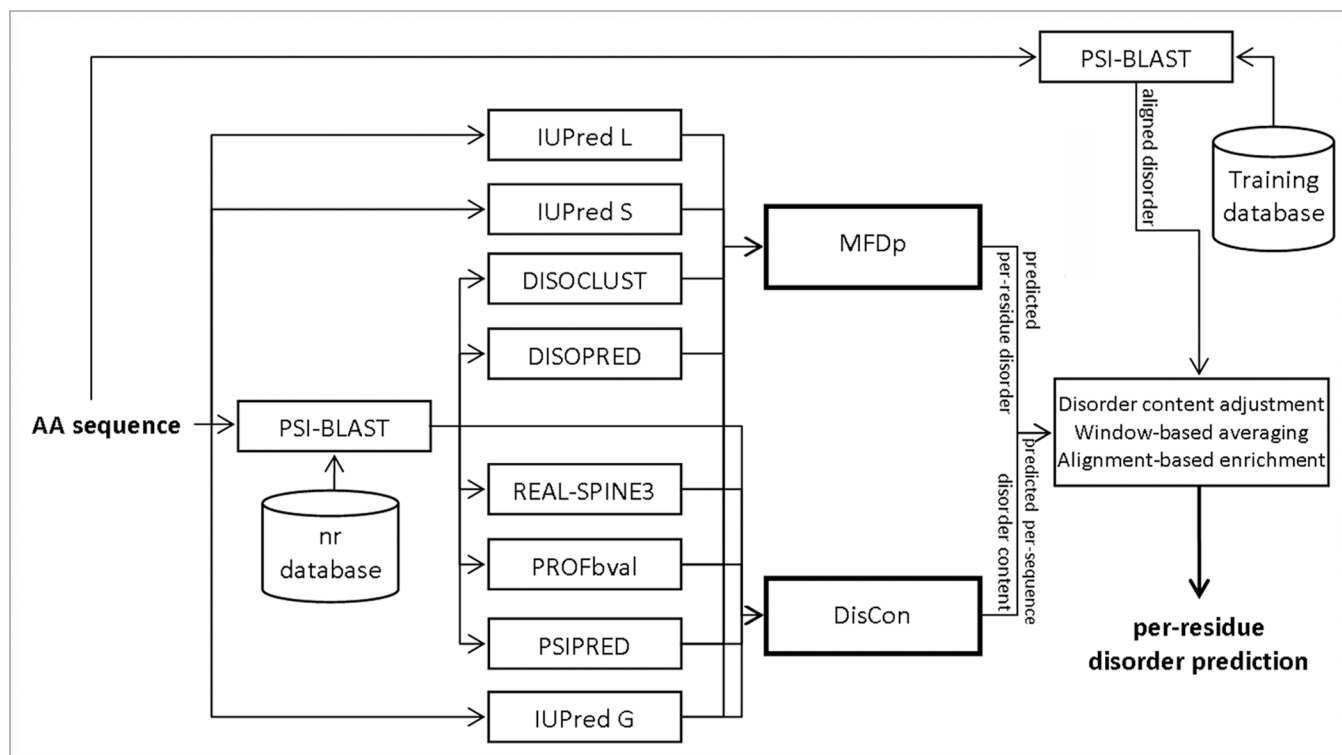 PSI-BLAST
aligned disorder
Training
database
IUPred L
IUPred S
DISOCLUST
DISOPRED
MFDp
predicted
per-residue disorder
AA sequence
PSI-BLAST
nr
database
REAL-SPINE3
PROFbval
PSIPRED
IUPred G
DisCon
predicted per-sequence
disorder content
Disorder content adjustment
Window-based averaging
Alignment-based enrichment
per-residue
disorder prediction